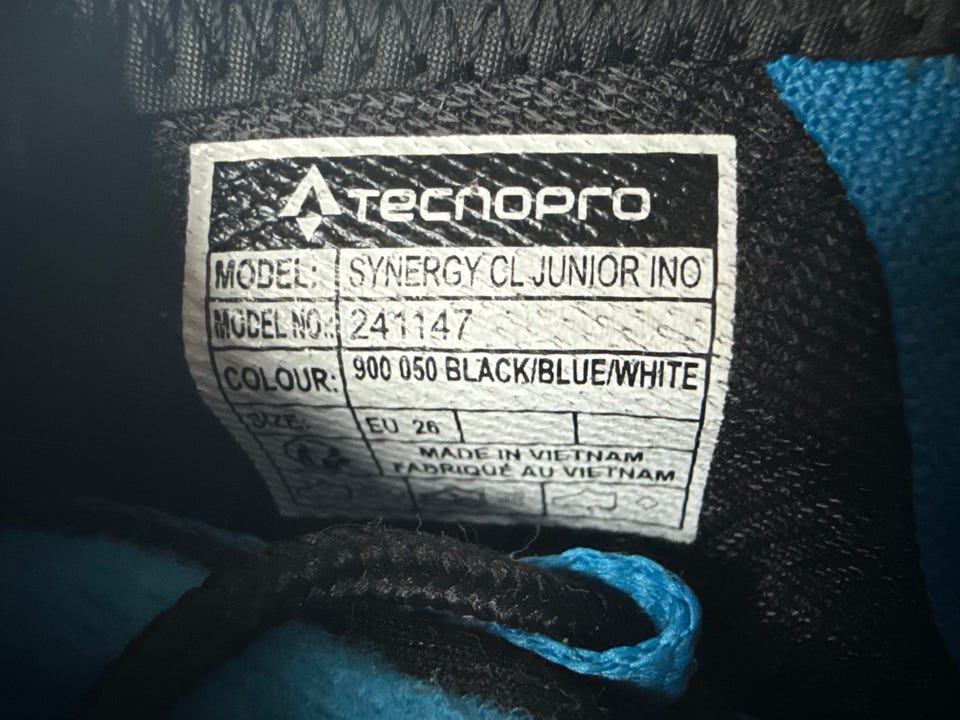 TECNOPRO
MODEL: SYNERGY CL JUNIOR INO
MODEL NO.: 241147
COLOUR: 900 050 BLACK/BLUE/WHITE
SIZE: EU 26
MADE IN VIETNAM
FABRIQUÉ AU VIETNAM